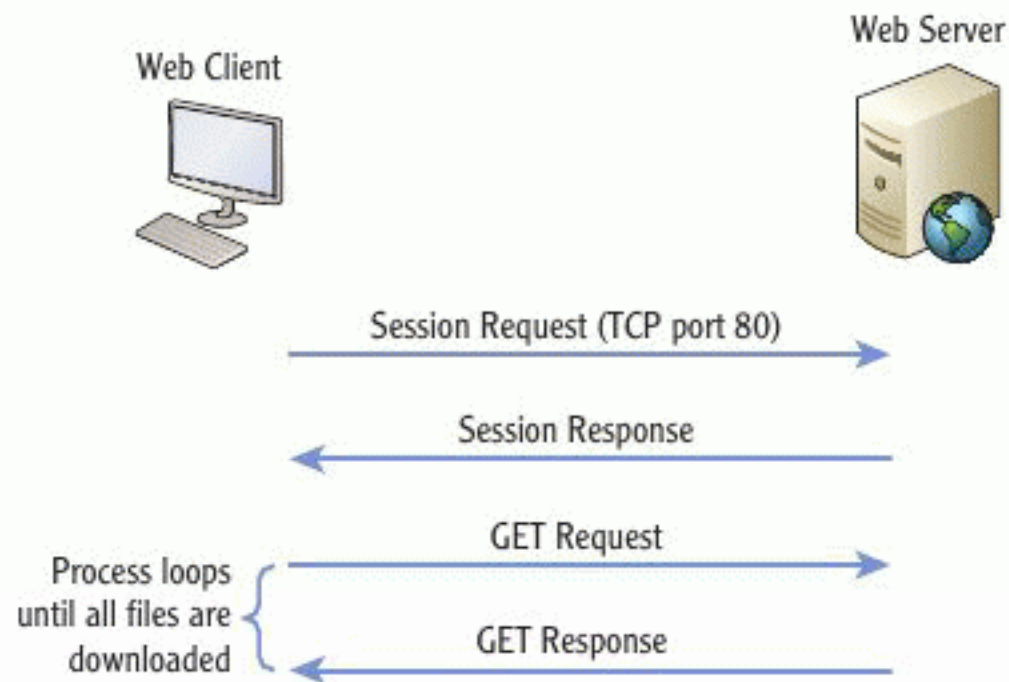 Web Client
Web Server
Session Request (TCP port 80)
Session Response
GET Request
Process loops
until all files are
downloaded
GET Response